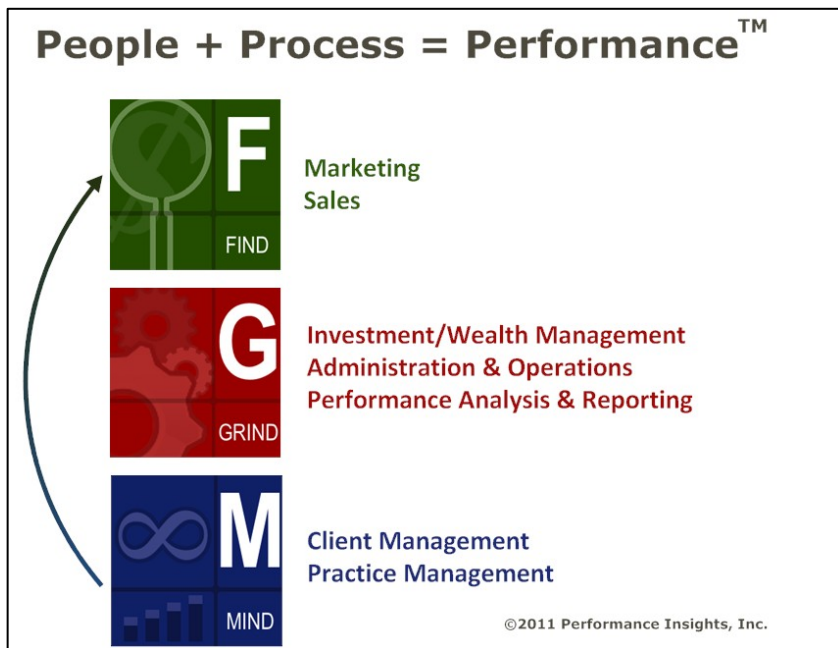 People + Process = Performance™
F
FIND
Marketing
Sales
G
GRIND
Investment/Wealth Management
Administration & Operations
Performance Analysis & Reporting
M
MIND
Client Management
Practice Management
©2011 Performance Insights, Inc.